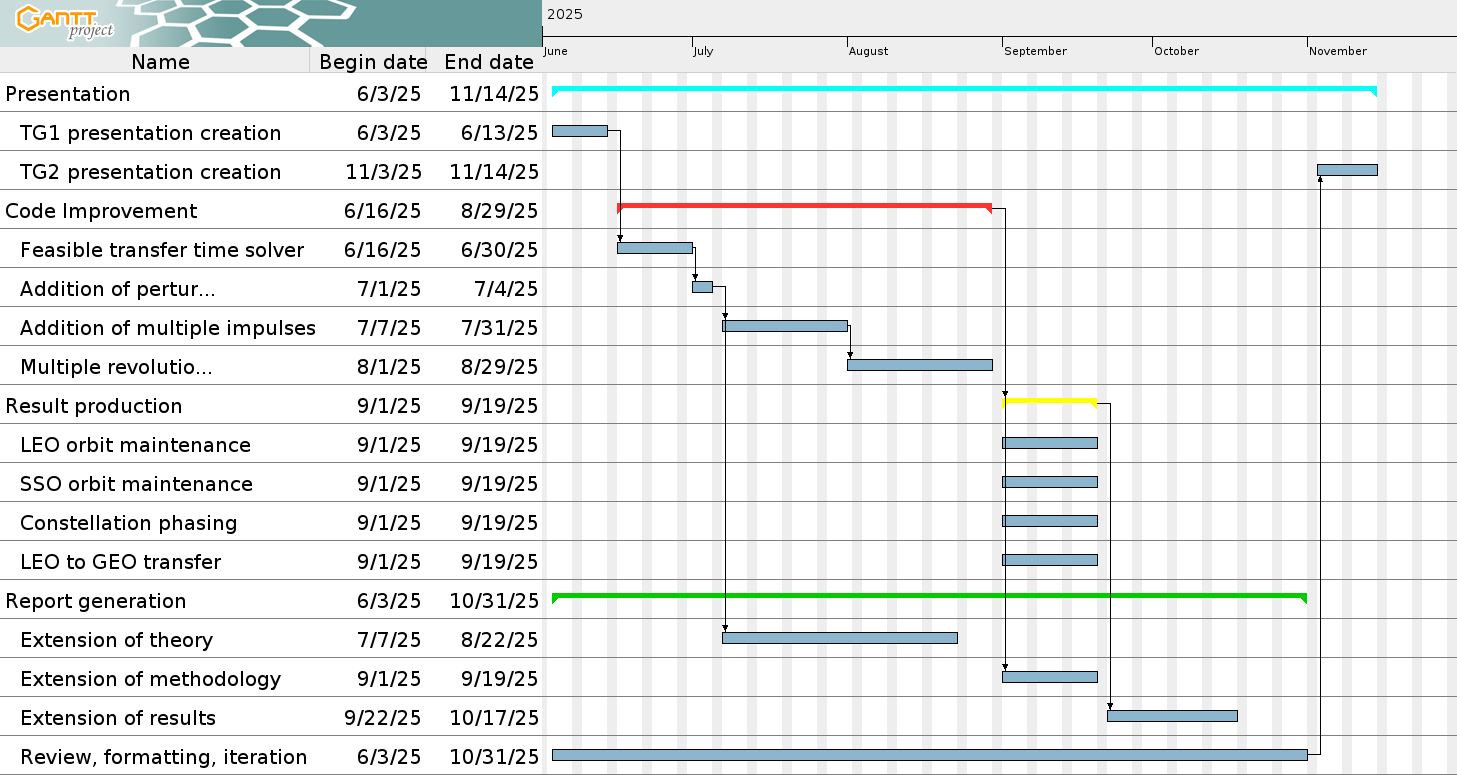 GANTT
project
2025
June July August September October November
Name Begin date End date
Presentation 6/3/25 11/14/25
TG1 presentation creation 6/3/25 6/13/25
TG2 presentation creation 11/3/25 11/14/25
Code Improvement 6/16/25 8/29/25
Feasible transfer time solver 6/16/25 6/30/25
Addition of pertur... 7/1/25 7/4/25
Addition of multiple impulses 7/7/25 7/31/25
Multiple revolutio... 8/1/25 8/29/25
Result production 9/1/25 9/19/25
LEO orbit maintenance 9/1/25 9/19/25
SSO orbit maintenance 9/1/25 9/19/25
Constellation phasing 9/1/25 9/19/25
LEO to GEO transfer 9/1/25 9/19/25
Report generation 6/3/25 10/31/25
Extension of theory 7/7/25 8/22/25
Extension of methodology 9/1/25 9/19/25
Extension of results 9/22/25 10/17/25
Review, formatting, iteration 6/3/25 10/31/25